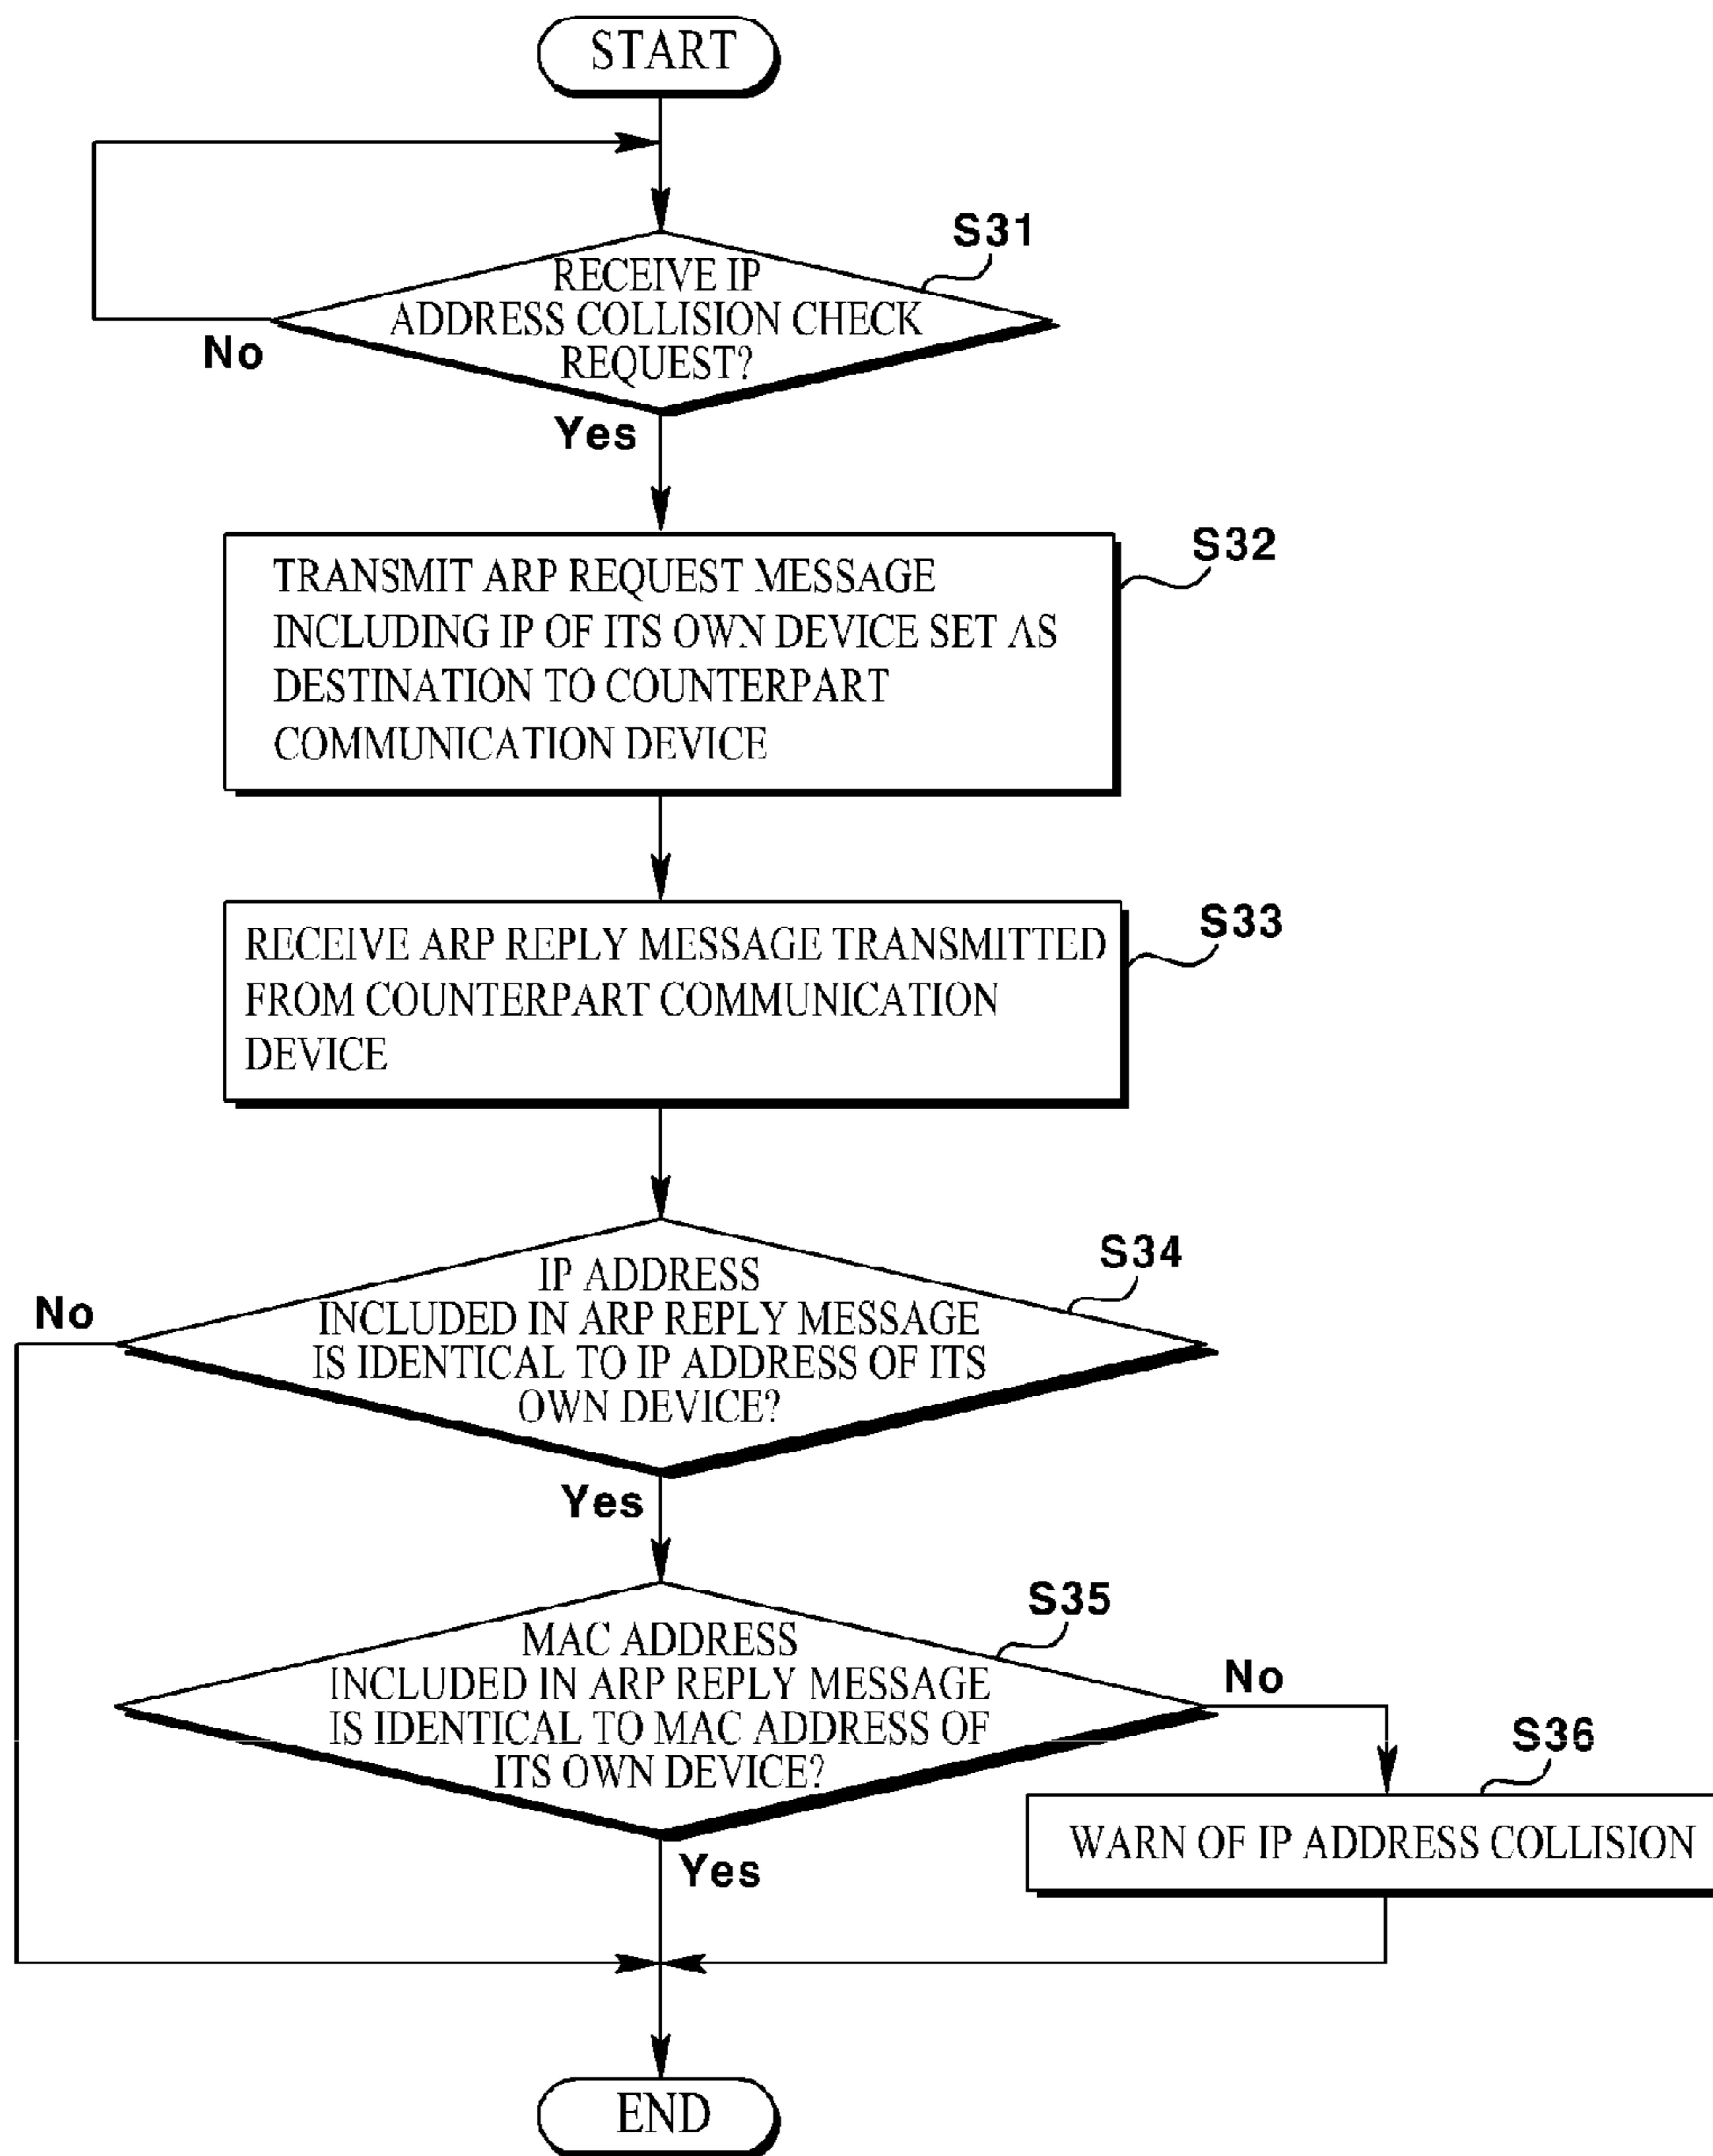 START
S31
RECEIVE IP
ADDRESS COLLISION CHECK
REQUEST?
No
Yes
S32
TRANSMIT ARP REQUEST MESSAGE
INCLUDING IP OF ITS OWN DEVICE SET AS
DESTINATION TO COUNTERPART
COMMUNICATION DEVICE
S33
RECEIVE ARP REPLY MESSAGE TRANSMITTED
FROM COUNTERPART COMMUNICATION
DEVICE
S34
IP ADDRESS
INCLUDED IN ARP REPLY MESSAGE
IS IDENTICAL TO IP ADDRESS OF ITS
OWN DEVICE?
No
Yes
S35
MAC ADDRESS
INCLUDED IN ARP REPLY MESSAGE
IS IDENTICAL TO MAC ADDRESS OF
ITS OWN DEVICE?
No
S36
WARN OF IP ADDRESS COLLISION
Yes
END